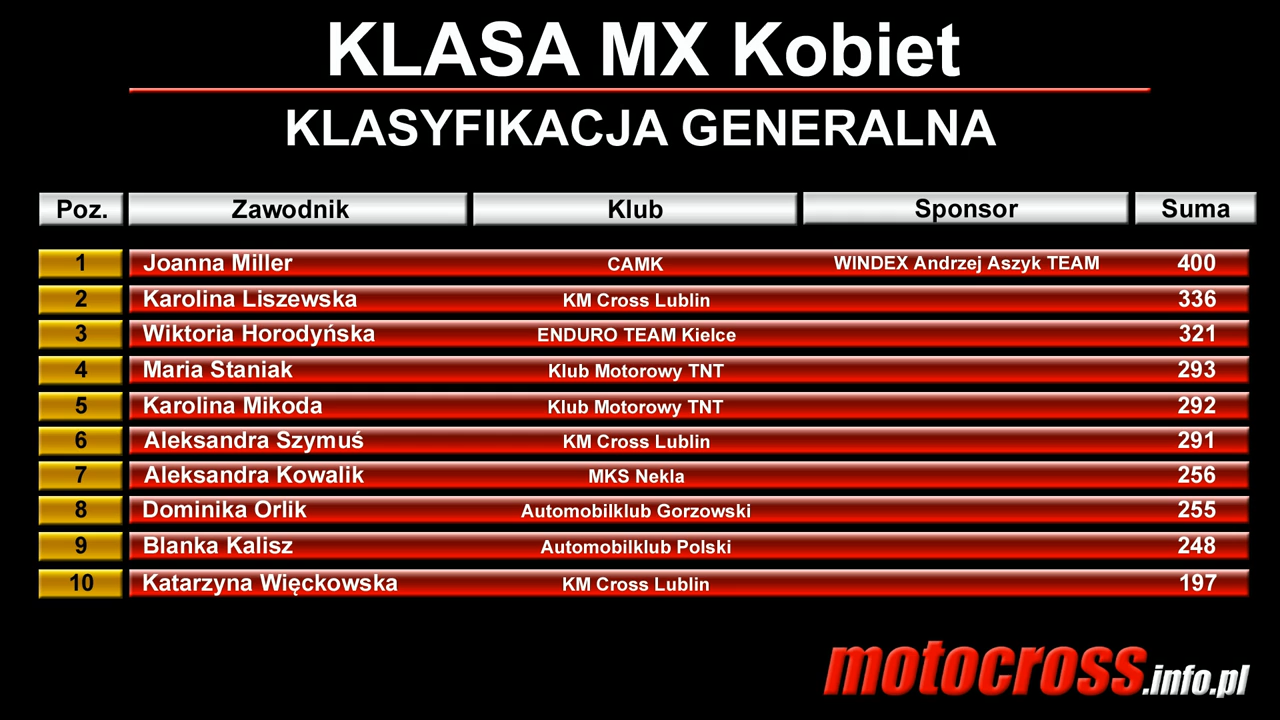 KLASA MX Kobiet
KLASYFIKACJA GENERALNA
Poz. Zawodnik Klub Sponsor Suma
1 Joanna Miller CAMK WINDEX Andrzej Aszyk TEAM 400
2 Karolina Liszewska KM Cross Lublin 336
3 Wiktoria Horodyńska ENDURO TEAM Kielce 321
4 Maria Staniak Klub Motorowy TNT 293
5 Karolina Mikoda Klub Motorowy TNT 292
6 Aleksandra Szymuś KM Cross Lublin 291
7 Aleksandra Kowalik MKS Nekla 256
8 Dominika Orlik Automobilklub Gorzowski 255
9 Blanka Kalisz Automobilklub Polski 248
10 Katarzyna Więckowska KM Cross Lublin 197
motocross.info.pl